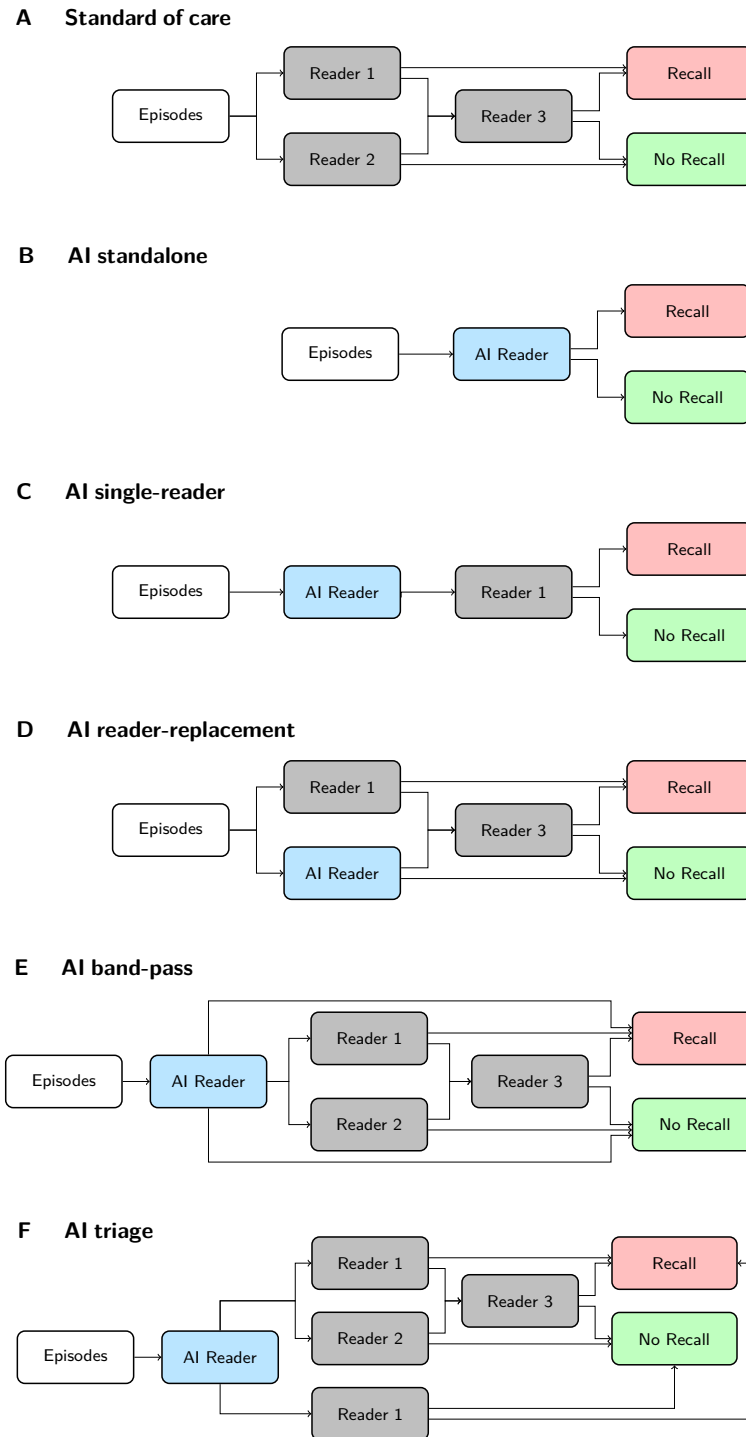 A Standard of care
Reader 1
Recall
Episodes
Reader 3
Reader 2
No Recall
B AI standalone
Recall
Episodes
AI Reader
No Recall
C AI single-reader
Recall
Episodes
AI Reader
Reader 1
No Recall
D AI reader-replacement
Reader 1
Recall
Episodes
Reader 3
AI Reader
No Recall
E AI band-pass
Reader 1
Recall
Episodes
AI Reader
Reader 3
Reader 2
No Recall
F AI triage
Reader 1
Recall
Reader 3
Reader 2
No Recall
Episodes
AI Reader
Reader 1